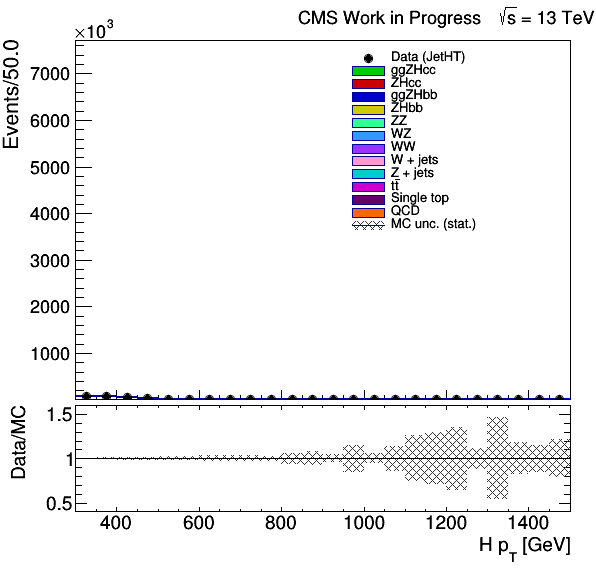 CMS Work in Progress √s = 13 TeV
×10³
Events/50.0
7000
6000
5000
4000
3000
2000
1000
Data (JetHT)
ggZHcc
ZHcc
ggZHbb
ZHbb
ZZ
WZ
WW
W + jets
Z + jets
tt̄
Single top
QCD
MC unc. (stat.)
Data/MC
1.5
1
0.5
400 600 800 1000 1200 1400
H p_T [GeV]